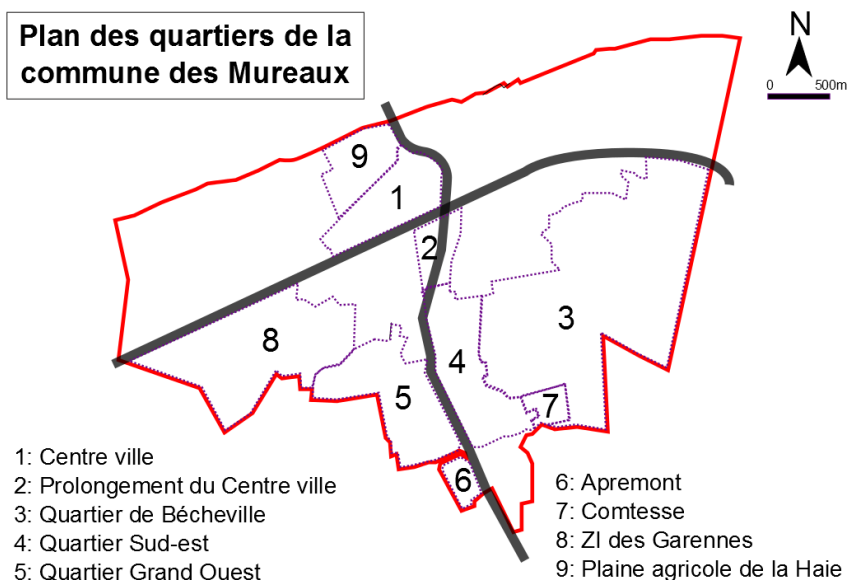 Plan des quartiers de la
commune des Mureaux
N
0 500m
9
1
2
3
8
4
5
7
6
1: Centre ville
2: Prolongement du Centre ville
3: Quartier de Bécheville
4: Quartier Sud-est
5: Quartier Grand Ouest
6: Apremont
7: Comtesse
8: ZI des Garennes
9: Plaine agricole de la Haie